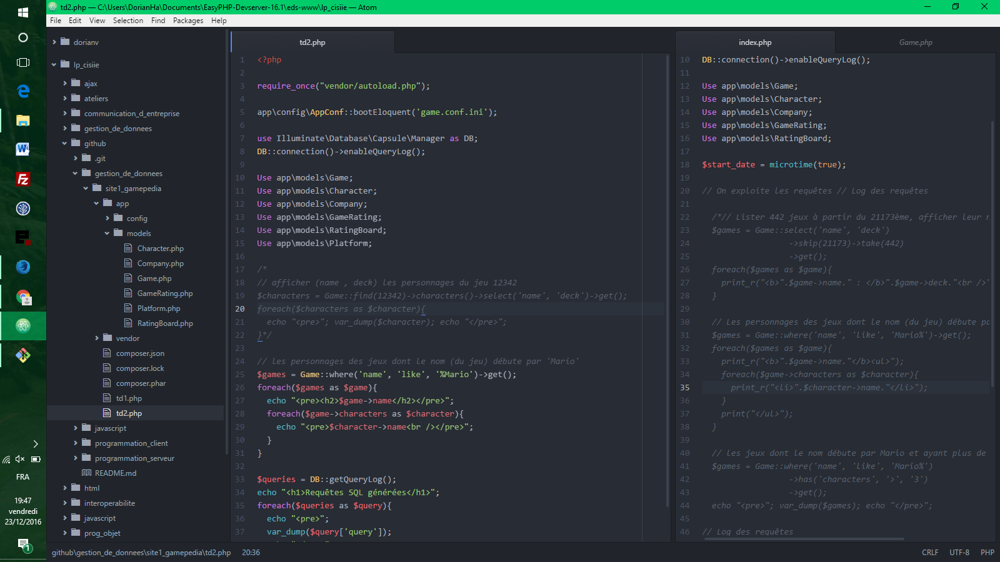 td2.php — C:\Users\DorianHa\Documents\EasyPHP-Devserver-16.1\eds-www\lp_cisiie — Atom
File Edit View Selection Find Packages Help
dorianv
lp_cisiie
ajax
ateliers
communication_d_entreprise
gestion_de_donnees
github
.git
gestion_de_donnees
site1_gamepedia
app
config
models
Character.php
Company.php
Game.php
GameRating.php
Platform.php
RatingBoard.php
vendor
composer.json
composer.lock
composer.phar
td1.php
td2.php
javascript
programmation_client
programmation_serveur
README.md
html
interoperabilite
javascript
prog_objet
FRA
19:47
vendredi
23/12/2016
1
td2.php
1 <?php
2
3 require_once("vendor/autoload.php");
4
5 app\config\AppConf::bootEloquent('game.conf.ini');
6
7 use Illuminate\Database\Capsule\Manager as DB;
8 DB::connection()->enableQueryLog();
9
10 Use app\models\Game;
11 Use app\models\Character;
12 Use app\models\Company;
13 Use app\models\GameRating;
14 Use app\models\RatingBoard;
15 Use app\models\Platform;
16
17 /*
18 // afficher (name , deck) les personnages du jeu 12342
19 $characters = Game::find(12342)->characters()->select('name', 'deck')->get();
20 foreach($characters as $character){
21 echo "<pre>"; var_dump($character); echo "</pre>";
22 }*/
23
24 // les personnages des jeux dont le nom (du jeu) débute par 'Mario'
25 $games = Game::where('name', 'like', '%Mario')->get();
26 foreach($games as $game){
27 echo "<pre><h2>$game->name</h2></pre>";
28 foreach($game->characters as $character){
29 echo "<pre>$character->name<br /></pre>";
30 }
31 }
32
33 $queries = DB::getQueryLog();
34 echo "<h1>Requêtes SQL générées</h1>";
35 foreach($queries as $query){
36 echo "<pre>";
37 var_dump($query['query']);
index.php Game.php
10 DB::connection()->enableQueryLog();
11
12 Use app\models\Game;
13 Use app\models\Character;
14 Use app\models\Company;
15 Use app\models\GameRating;
16 Use app\models\RatingBoard;
17
18 $start_date = microtime(true);
19
20 // On exploite les requêtes // Log des requêtes
21
22 /*// Lister 442 jeux à partir du 21173ème, afficher leur
23 $games = Game::select('name', 'deck')
24 ->skip(21173)->take(442)
25 ->get();
26 foreach($games as $game){
27 print_r("<b>".$game->name." : </b>".$game->deck."<br />"
28 }
29
30 // Les personnages des jeux dont le nom (du jeu) débute
31 $games = Game::where('name', 'like', 'Mario%')->get();
32 foreach($games as $game){
33 print_r("<b>".$game->name."</b><ul>");
34 foreach($game->characters as $character){
35 print_r("<li>".$character->name."</li>");
36 }
37 print("</ul>");
38 }
39
40 // les jeux dont le nom débute par Mario et ayant plus de
41 $games = Game::where('name', 'like', 'Mario%')
42 ->has('characters', '>', '3')
43 ->get();
44 echo "<pre>"; var_dump($games); echo "</pre>";
45
46 // Log des requêtes
github\gestion_de_donnees\site1_gamepedia\td2.php 20:36 CRLF UTF-8 PHP